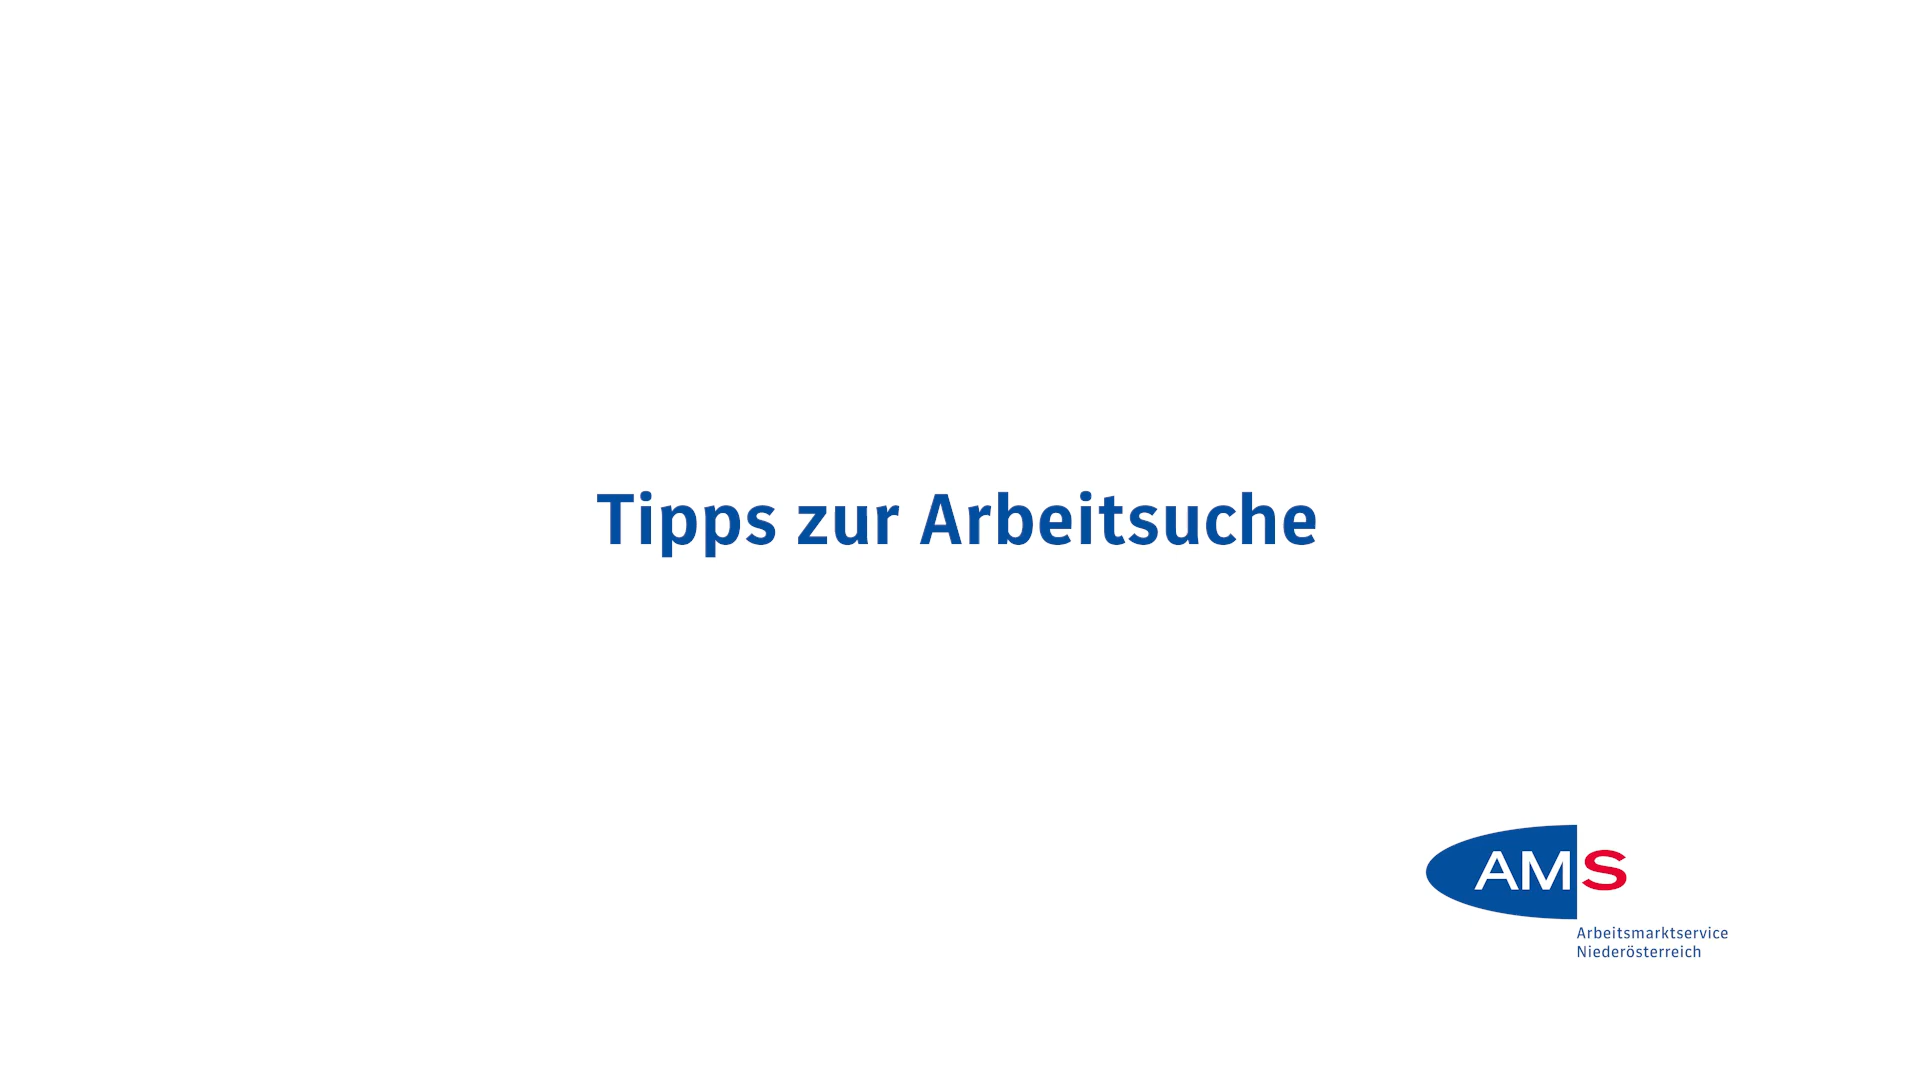 Tipps zur Arbeitsuche
AMS
Arbeitsmarktservice
Niederösterreich